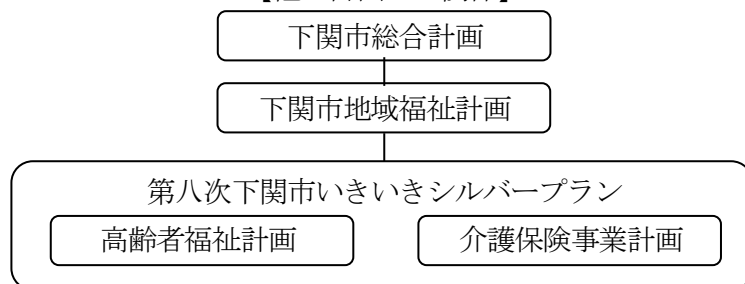 下関市総合計画
下関市地域福祉計画
第八次下関市いきいきシルバープラン
高齢者福祉計画
介護保険事業計画